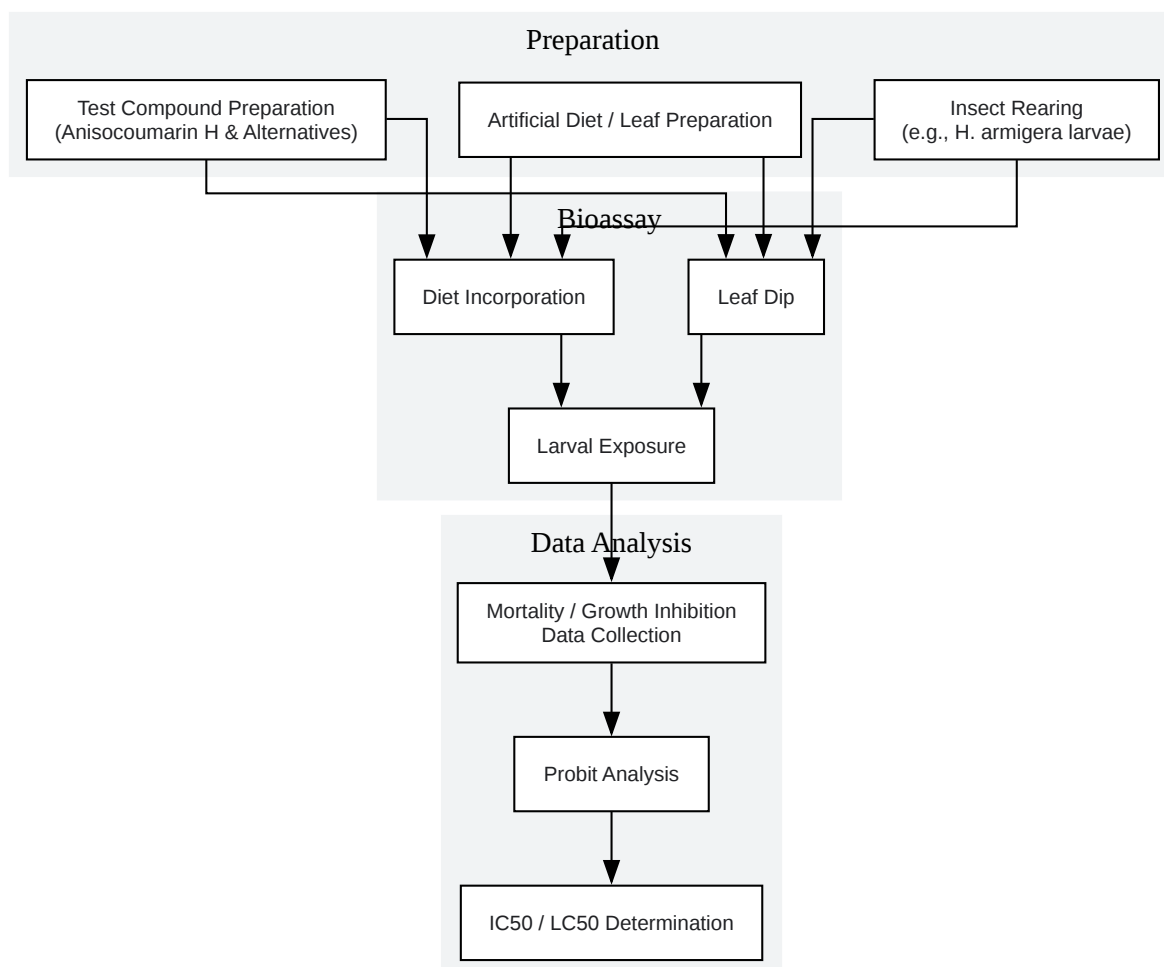 Preparation
Test Compound Preparation
(Anisocoumarin H & Alternatives)
Artificial Diet / Leaf Preparation
Insect Rearing
(e.g., H. armigera larvae)
Bioassay
Diet Incorporation
Leaf Dip
Larval Exposure
Data Analysis
Mortality / Growth Inhibition
Data Collection
Probit Analysis
IC50 / LC50 Determination